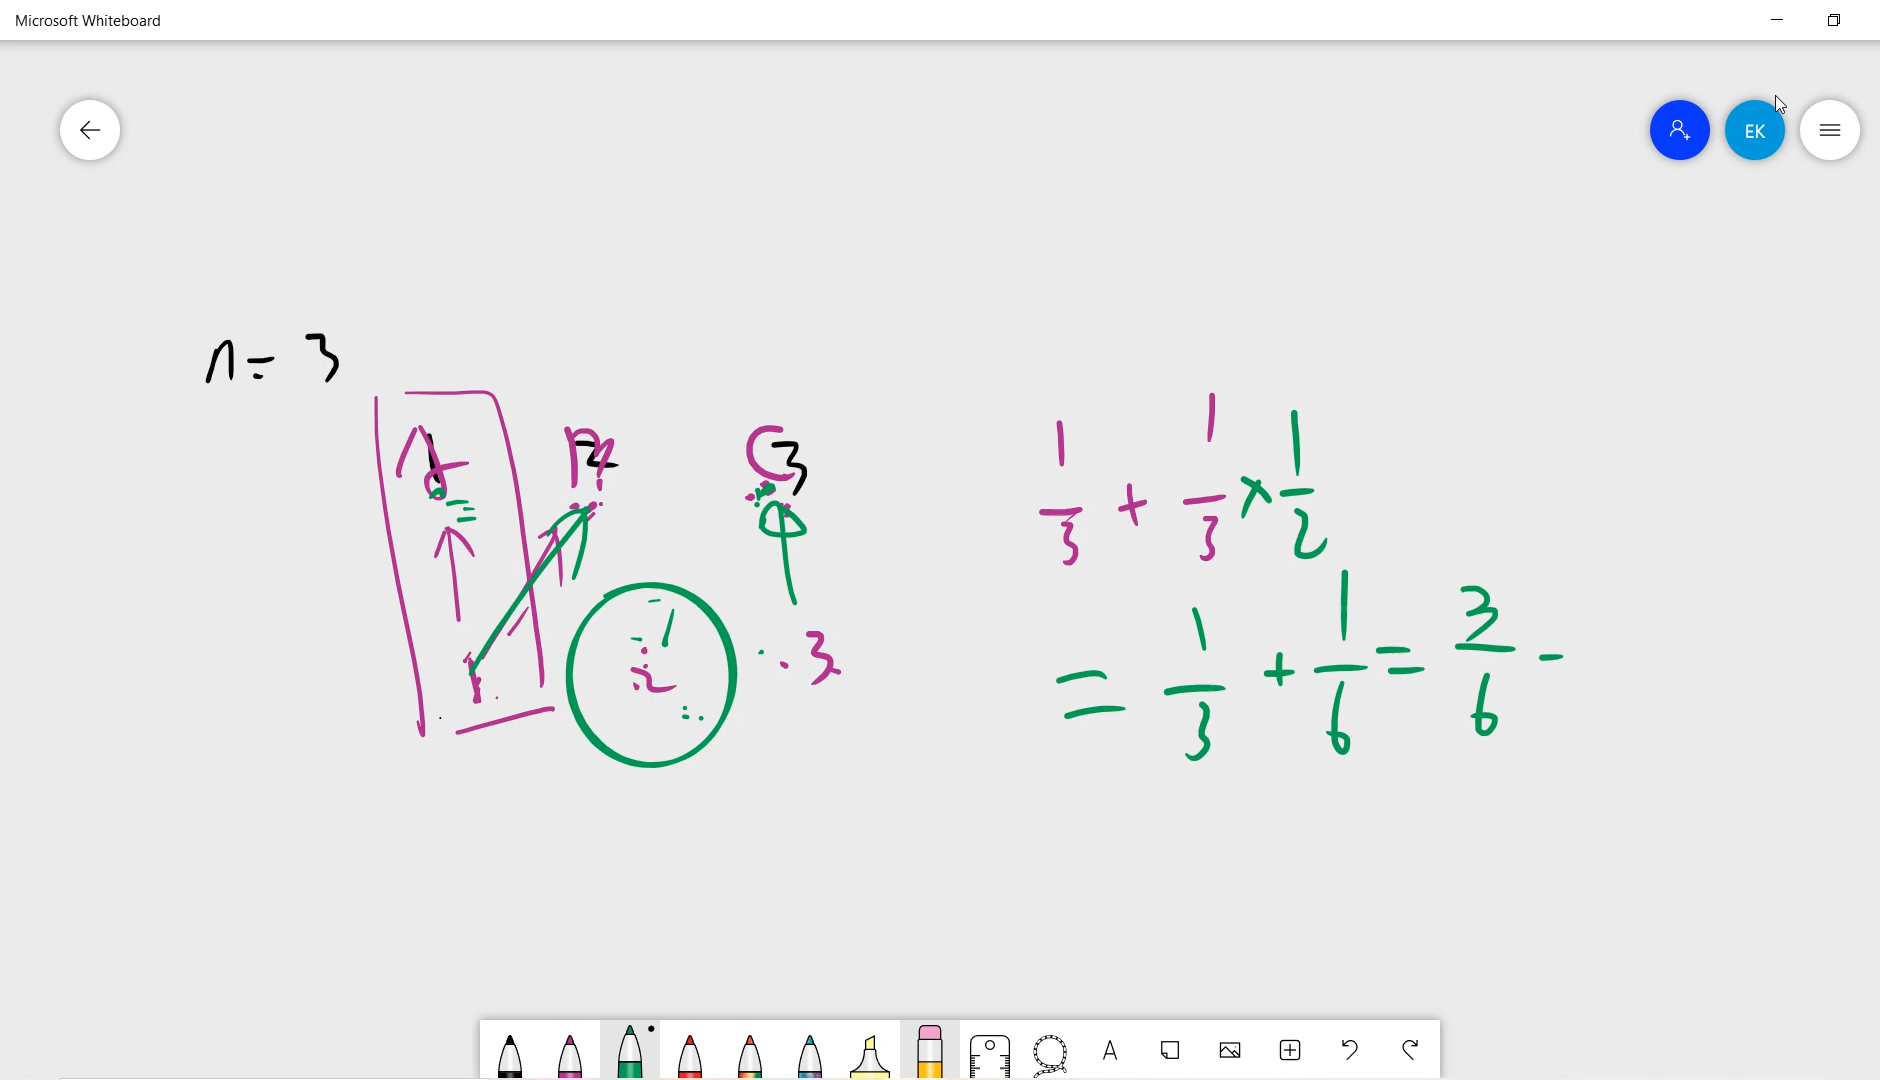 Microsoft Whiteboard
EK
n = 3
1 2 3
C
1 2 3
1/3 + 1/3 × 1/2
= 1/3 + 1/6 = 3/6 -
A